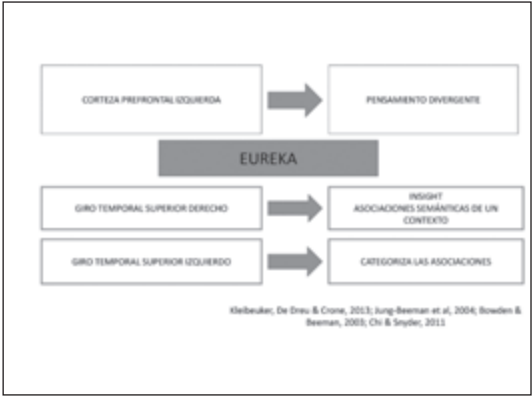 CORTEZA PREFRONTAL IZQUIERDA
PENSAMIENTO DIVERGENTE
EUREKA
GIRO TEMPORAL SUPERIOR DERECHO
INSIGHT
ASOCIACIONES SEMÁNTICAS DE UN
CONTEXTO
GIRO TEMPORAL SUPERIOR IZQUIERDO
CATEGORIZA LAS ASOCIACIONES
Kleibeuker, De Dreu & Crone, 2013; Jung-Beeman et al, 2004; Bowden &
Beeman, 2003; Chi & Snyder, 2011